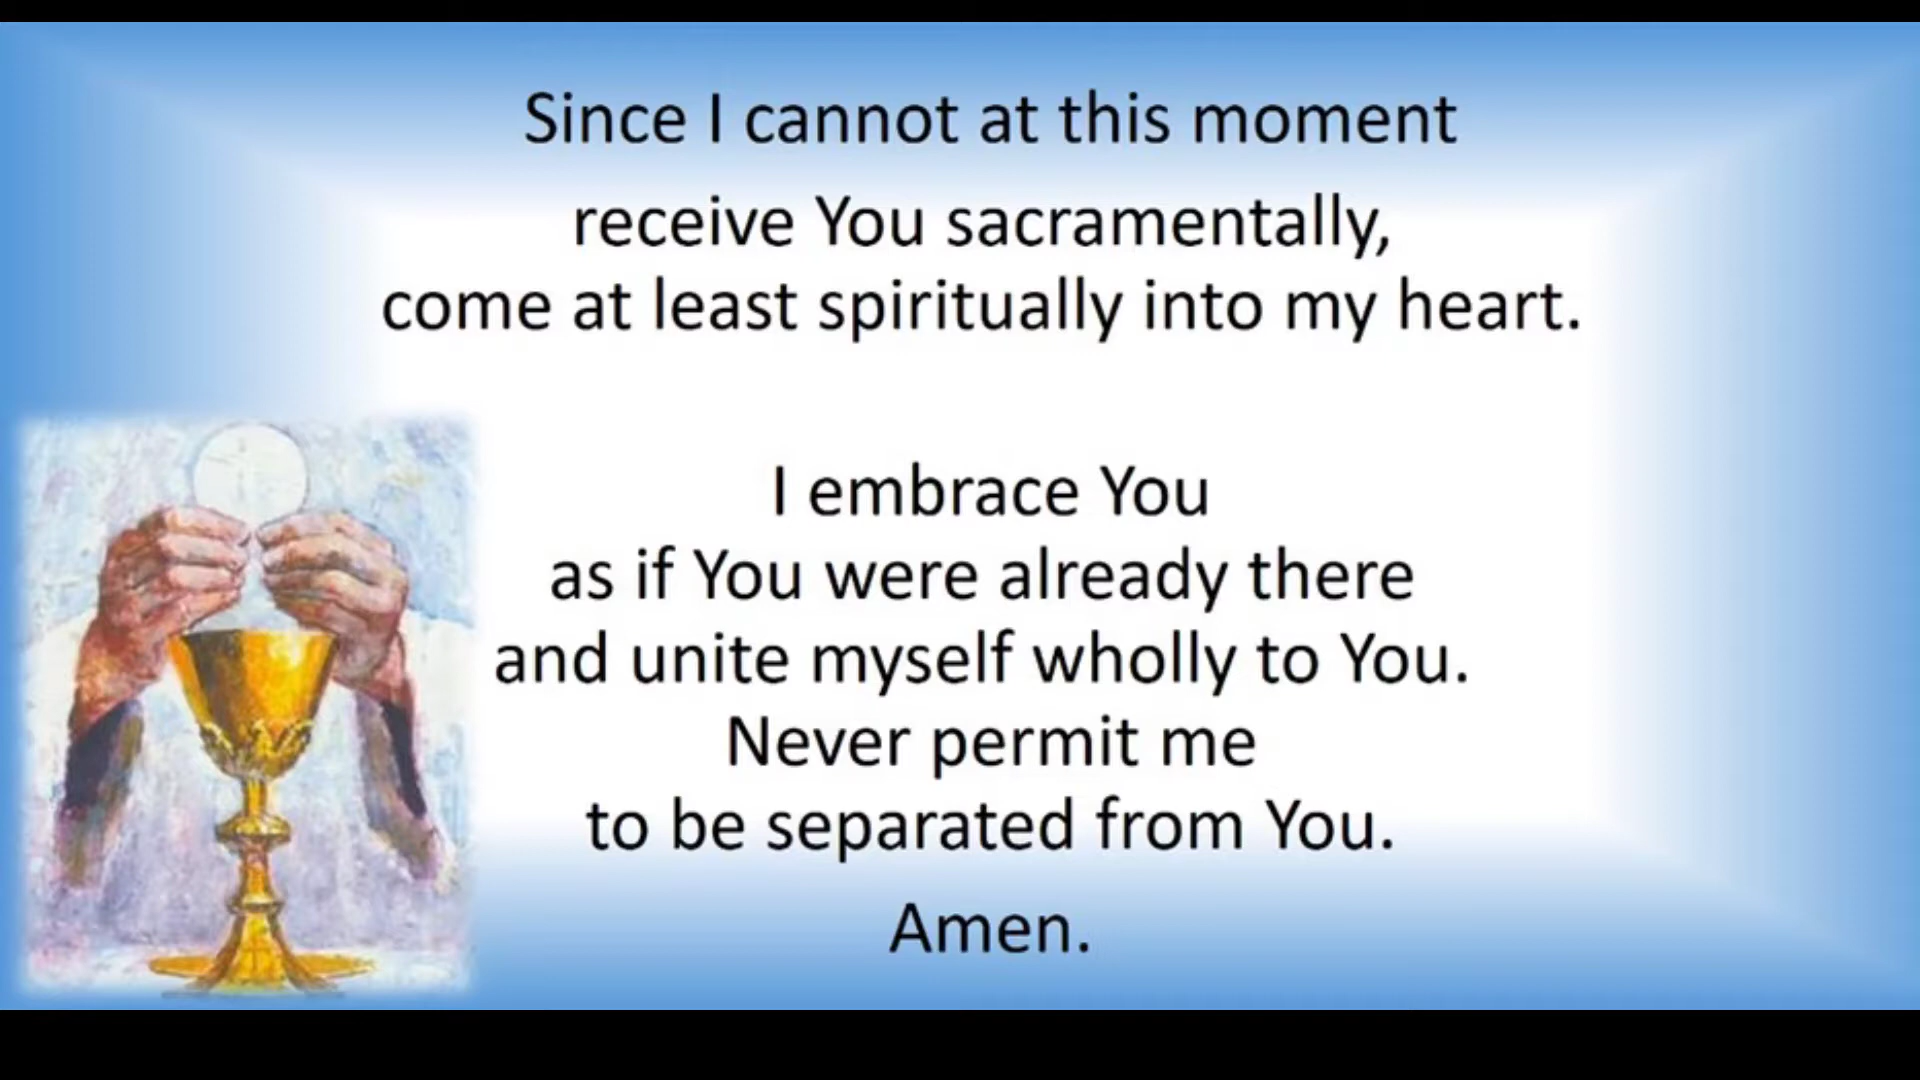 Since I cannot at this moment
receive You sacramentally,
come at least spiritually into my heart.
I embrace You
as if You were already there
and unite myself wholly to You.
Never permit me
to be separated from You.
Amen.